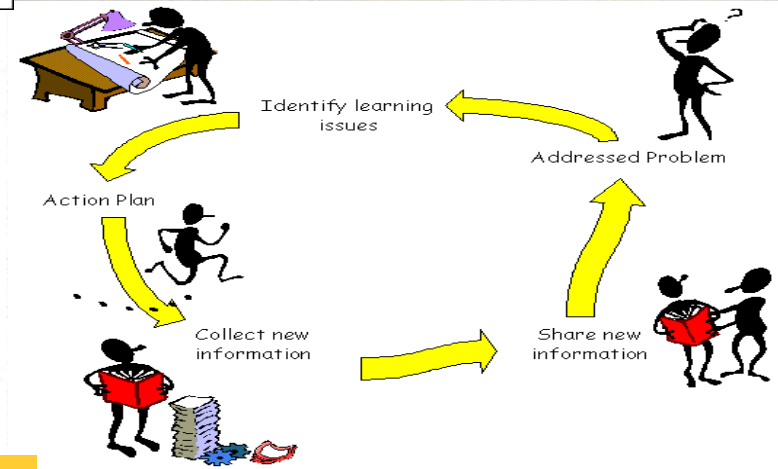 Identify learning
issues
Addressed Problem
Action Plan
Collect new
information
Share new
information
?